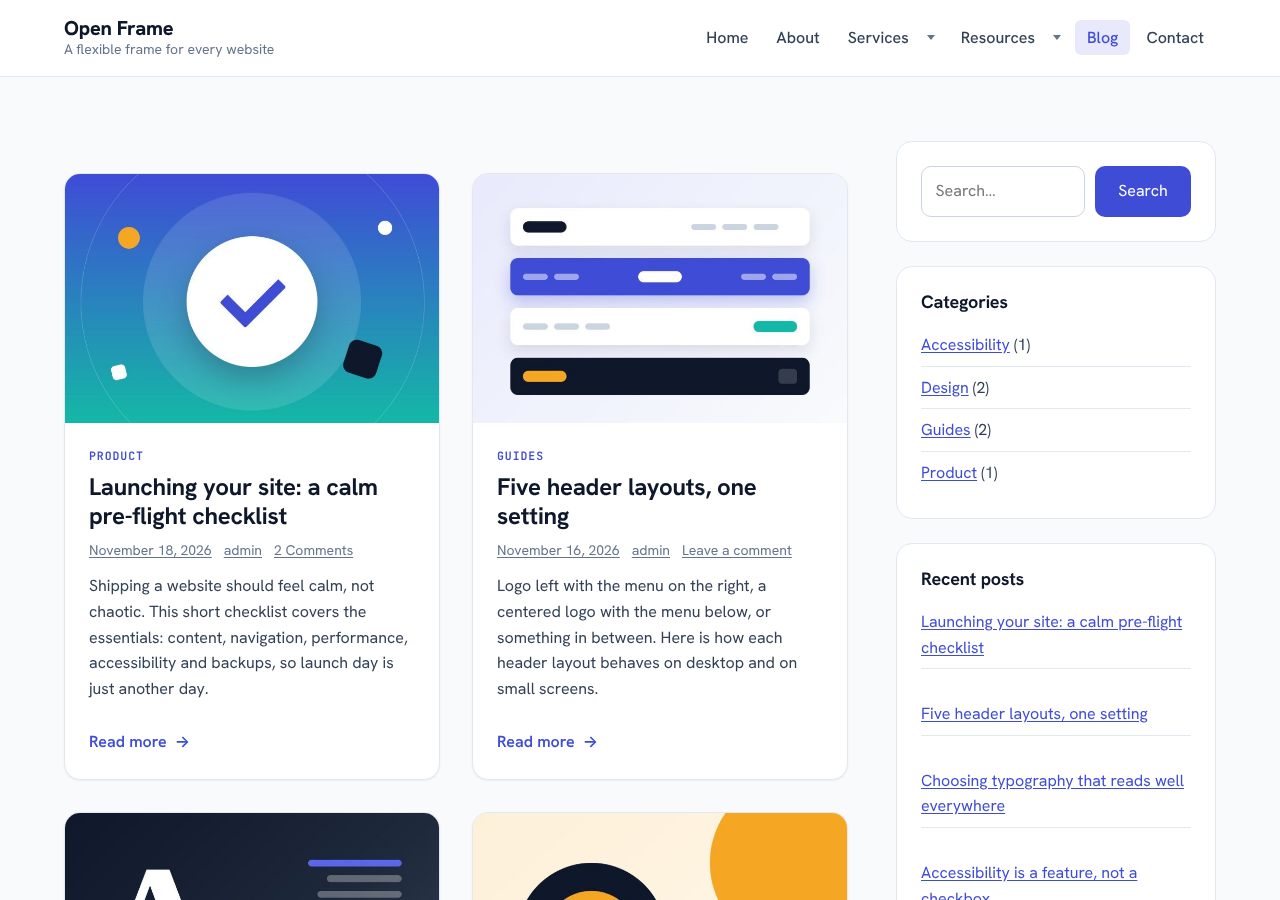 Open Frame
A flexible frame for every website
Home
About
Services
Resources
Blog
Contact
PRODUCT
Launching your site: a calm
pre-flight checklist
November 18, 2026 admin 2 Comments
Shipping a website should feel calm, not
chaotic. This short checklist covers the
essentials: content, navigation, performance,
accessibility and backups, so launch day is
just another day.
Read more →
GUIDES
Five header layouts, one
setting
November 16, 2026 admin Leave a comment
Logo left with the menu on the right, a
centered logo with the menu below, or
something in between. Here is how each
header layout behaves on desktop and on
small screens.
Read more →
A
Search...
Search
Categories
Accessibility (1)
Design (2)
Guides (2)
Product (1)
Recent posts
Launching your site: a calm pre-flight
checklist
Five header layouts, one setting
Choosing typography that reads well
everywhere
Accessibility is a feature, not a
checkbox